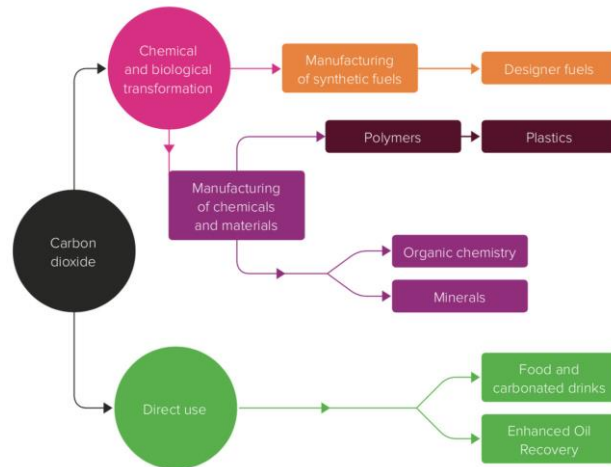 Chemical
and biological
transformation
Manufacturing
of synthetic fuels
Designer fuels
Polymers
Plastics
Manufacturing
of chemicals
and materials
Carbon
dioxide
Organic chemistry
Minerals
Direct use
Food and
carbonated drinks
Enhanced Oil
Recovery